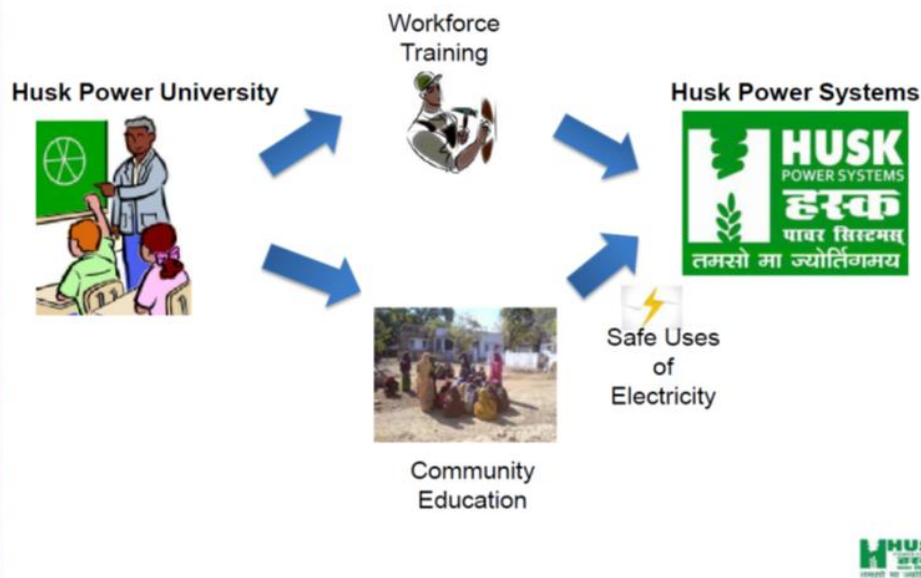 Workforce
Training
Husk Power University
Husk Power Systems
HUSK
POWER SYSTEMS
हस्क
पावर सिस्टमस्
तमसो मा ज्योर्तिगमय
Safe Uses
of
Electricity
Community
Education